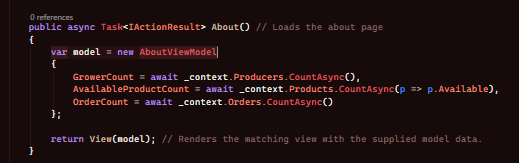 0 references
public async Task<IActionResult> About() // Loads the about page
{
var model = new AboutViewModel
{
GrowerCount = await _context.Producers.CountAsync(),
AvailableProductCount = await _context.Products.CountAsync(p => p.Available),
OrderCount = await _context.Orders.CountAsync()
};
return View(model); // Renders the matching view with the supplied model data.
}